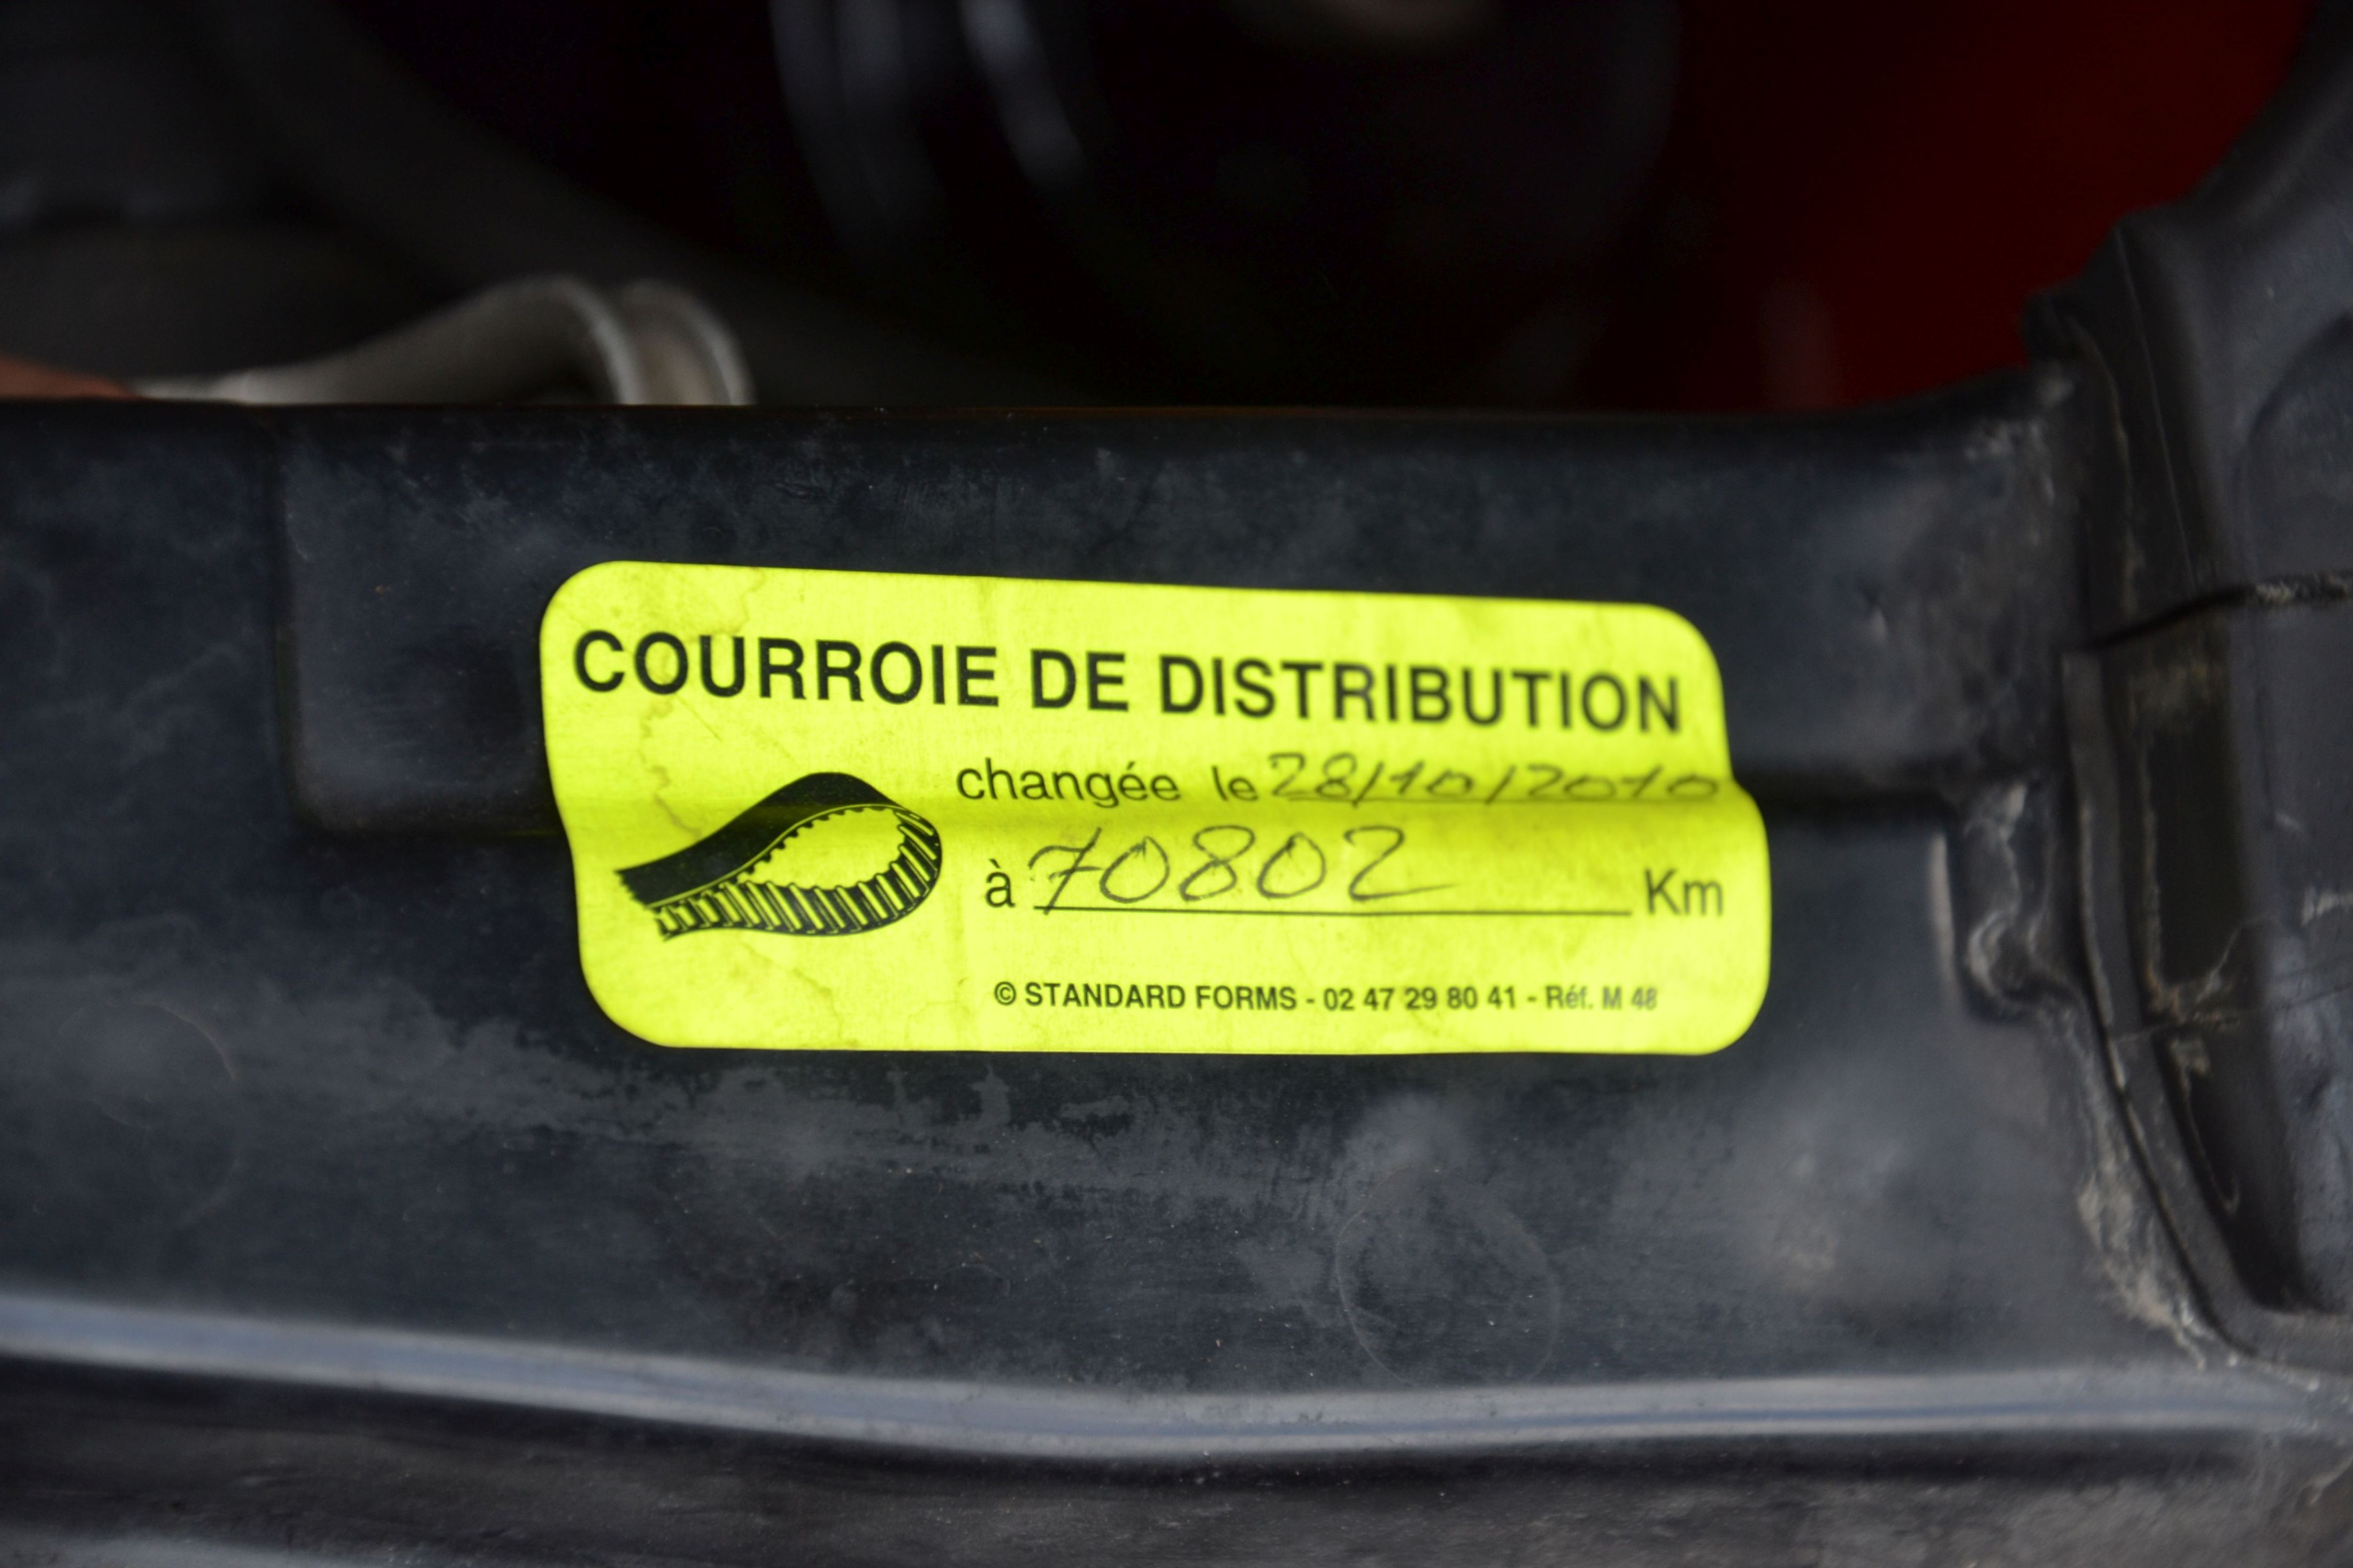 COURROIE DE DISTRIBUTION
changée le 28/10/2010
à 70802 Km
© STANDARD FORMS - 02 47 29 80 41 - Réf. M 48